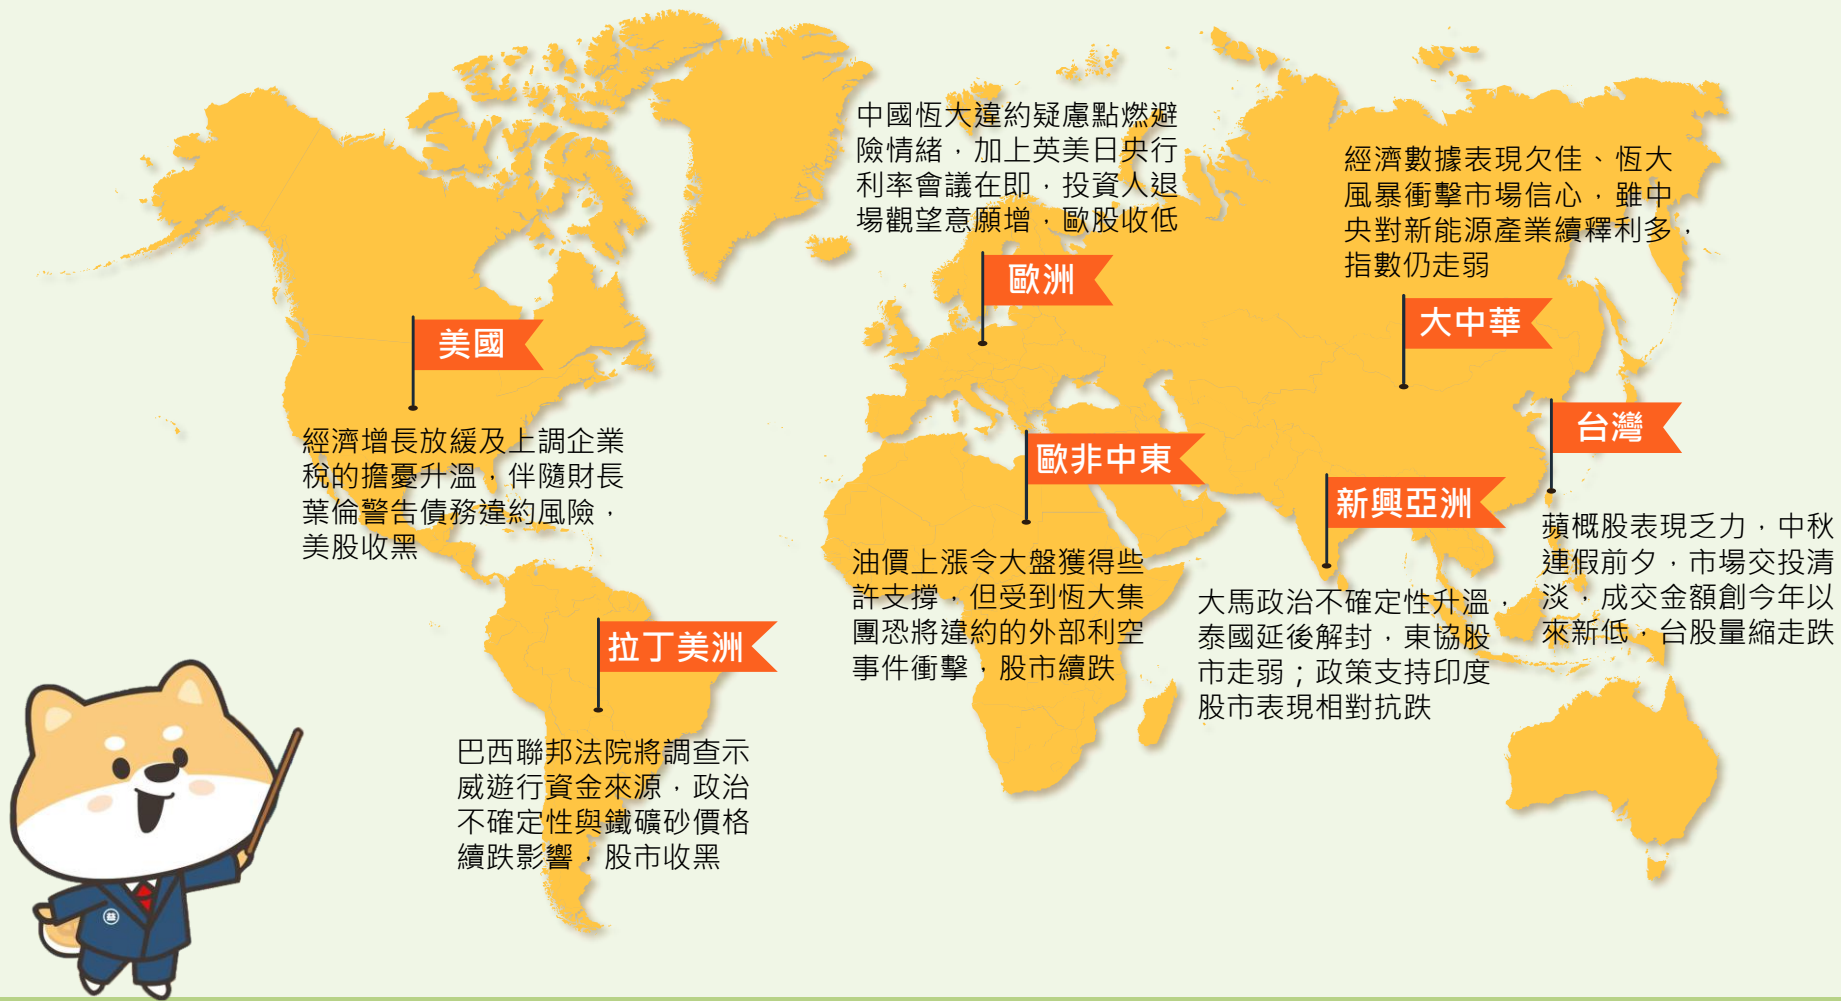 中國恆大違約疑慮點燃避
險情緒，加上英美日央行
利率會議在即，投資人退
場觀望意願增，歐股收低
歐洲
經濟數據表現欠佳、恆大
風暴衝擊市場信心，雖中
央對新能源產業續釋利多，
指數仍走弱
大中華
美國
經濟增長放緩及上調企業
稅的擔憂升溫，伴隨財長
葉倫警告債務違約風險，
美股收黑
歐非中東
油價上漲令大盤獲得些
許支撐，但受到恆大集
團恐將違約的外部利空
事件衝擊，股市續跌
新興亞洲
大馬政治不確定性升溫，
泰國延後解封，東協股
市走弱；政策支持印度
股市表現相對抗跌
台灣
蘋概股表現乏力，中秋
連假前夕，市場交投清
淡，成交金額創今年以
來新低，台股量縮走跌
拉丁美洲
巴西聯邦法院將調查示
威遊行資金來源，政治
不確定性與鐵礦砂價格
續跌影響，股市收黑